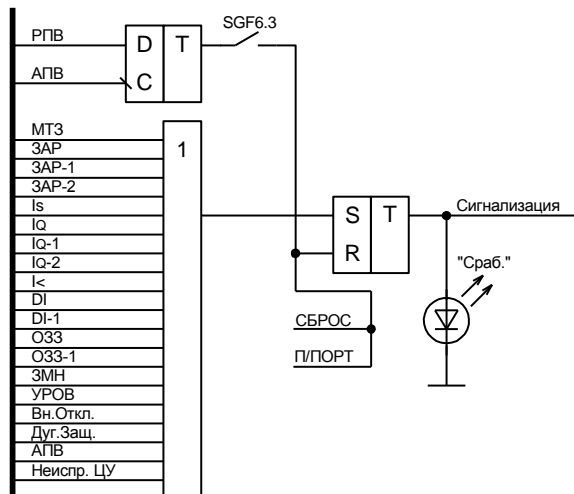 SGF6.3
РПВ
D T
АПВ
C
МТЗ
1
ЗАР
ЗАР-1
ЗАР-2
Is
S T
Сигнализация
IQ
IQ-1
R
IQ-2
"Сраб."
I<
DI
DI-1
СБРОС
ОЗЗ
ОЗЗ-1
П/ПОРТ
ЗМН
УРОВ
Вн.Откл.
Дуг.Защ.
АПВ
Неиспр. ЦУ